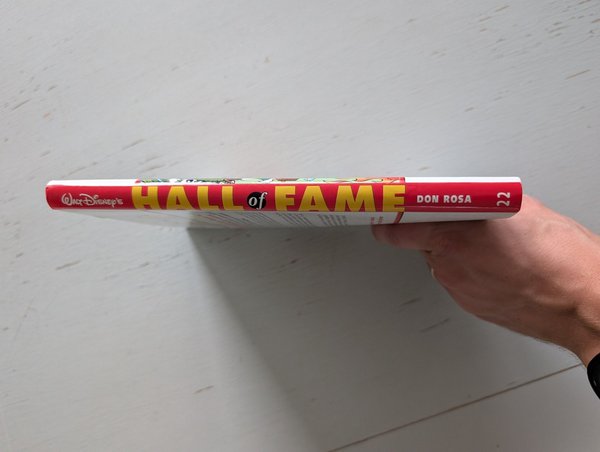 Walt Disney's HALL of FAME DON ROSA 22